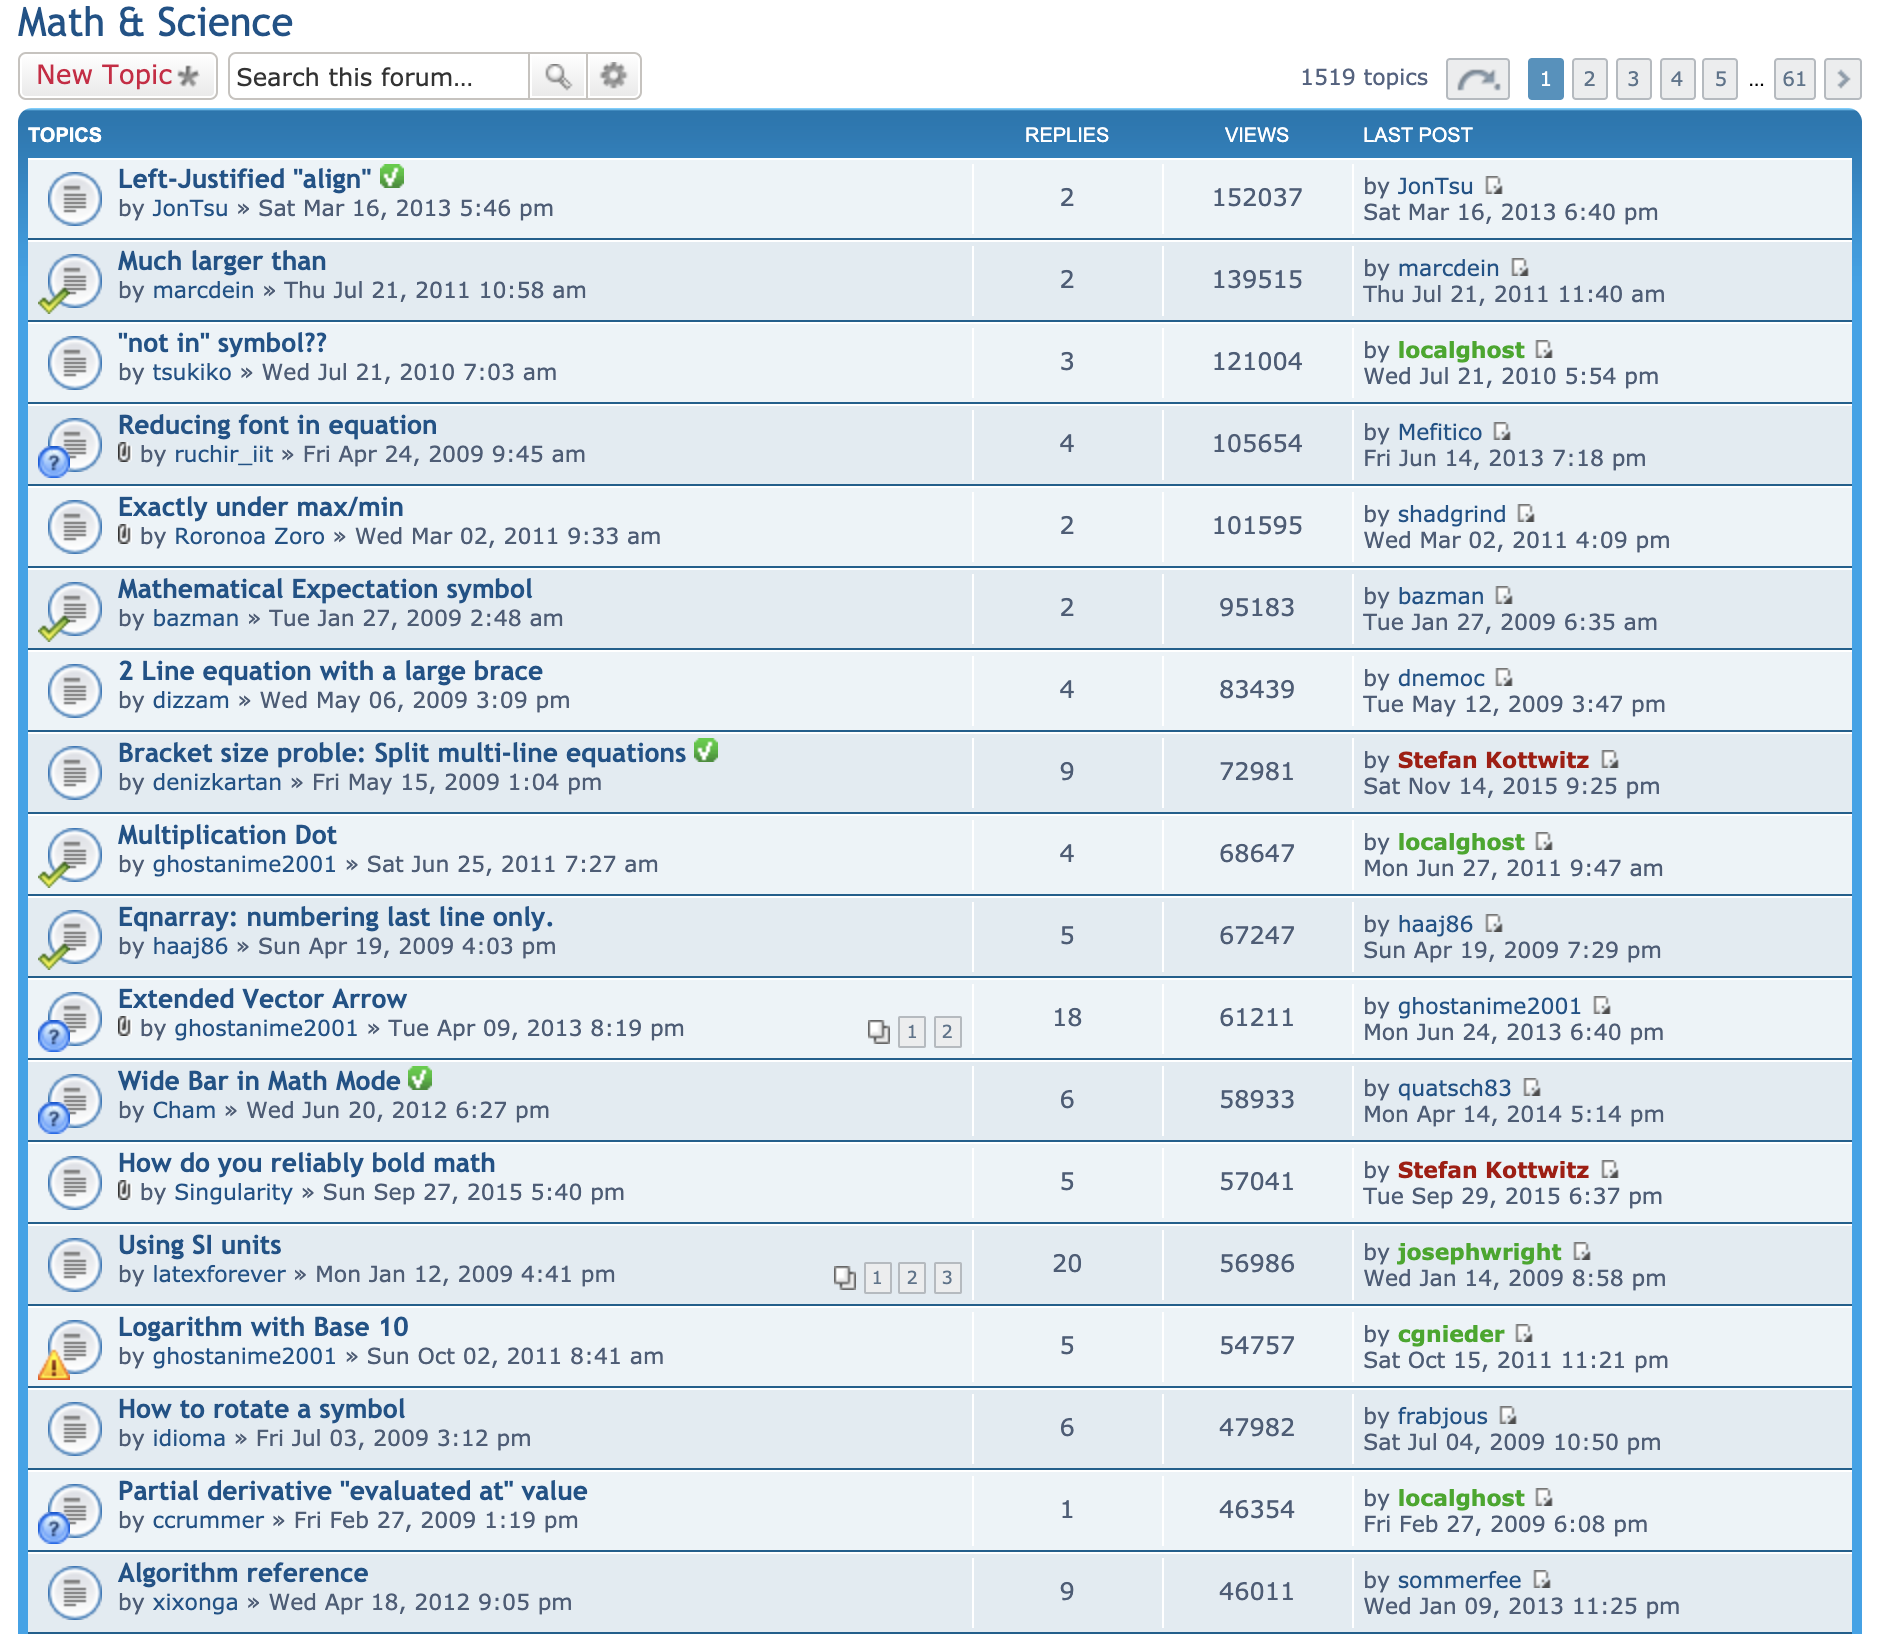 Math & Science
New Topic
Search this forum...
1519 topics
1 2 3 4 5 ... 61
TOPICS REPLIES VIEWS LAST POST
Left-Justified "align"
by JonTsu » Sat Mar 16, 2013 5:46 pm
2
152037
by JonTsu
Sat Mar 16, 2013 6:40 pm
Much larger than
by marcdein » Thu Jul 21, 2011 10:58 am
2
139515
by marcdein
Thu Jul 21, 2011 11:40 am
"not in" symbol??
by tsukiko » Wed Jul 21, 2010 7:03 am
3
121004
by localghost
Wed Jul 21, 2010 5:54 pm
Reducing font in equation
by ruchir_iit » Fri Apr 24, 2009 9:45 am
4
105654
by Mefitico
Fri Jun 14, 2013 7:18 pm
Exactly under max/min
by Roronoa Zoro » Wed Mar 02, 2011 9:33 am
2
101595
by shadgrind
Wed Mar 02, 2011 4:09 pm
Mathematical Expectation symbol
by bazman » Tue Jan 27, 2009 2:48 am
2
95183
by bazman
Tue Jan 27, 2009 6:35 am
2 Line equation with a large brace
by dizzam » Wed May 06, 2009 3:09 pm
4
83439
by dnemoc
Tue May 12, 2009 3:47 pm
Bracket size proble: Split multi-line equations
by denizkartan » Fri May 15, 2009 1:04 pm
9
72981
by Stefan Kottwitz
Sat Nov 14, 2015 9:25 pm
Multiplication Dot
by ghostanime2001 » Sat Jun 25, 2011 7:27 am
4
68647
by localghost
Mon Jun 27, 2011 9:47 am
Eqnarray: numbering last line only.
by haaj86 » Sun Apr 19, 2009 4:03 pm
5
67247
by haaj86
Sun Apr 19, 2009 7:29 pm
Extended Vector Arrow
by ghostanime2001 » Tue Apr 09, 2013 8:19 pm
1 2
18
61211
by ghostanime2001
Mon Jun 24, 2013 6:40 pm
Wide Bar in Math Mode
by Cham » Wed Jun 20, 2012 6:27 pm
6
58933
by quatsch83
Mon Apr 14, 2014 5:14 pm
How do you reliably bold math
by Singularity » Sun Sep 27, 2015 5:40 pm
5
57041
by Stefan Kottwitz
Tue Sep 29, 2015 6:37 pm
Using SI units
by latexforever » Mon Jan 12, 2009 4:41 pm
1 2 3
20
56986
by josephwright
Wed Jan 14, 2009 8:58 pm
Logarithm with Base 10
by ghostanime2001 » Sun Oct 02, 2011 8:41 am
5
54757
by cgnieder
Sat Oct 15, 2011 11:21 pm
How to rotate a symbol
by idioma » Fri Jul 03, 2009 3:12 pm
6
47982
by frabjous
Sat Jul 04, 2009 10:50 pm
Partial derivative "evaluated at" value
by ccrummer » Fri Feb 27, 2009 1:19 pm
1
46354
by localghost
Fri Feb 27, 2009 6:08 pm
Algorithm reference
by xixonga » Wed Apr 18, 2012 9:05 pm
9
46011
by sommerfee
Wed Jan 09, 2013 11:25 pm